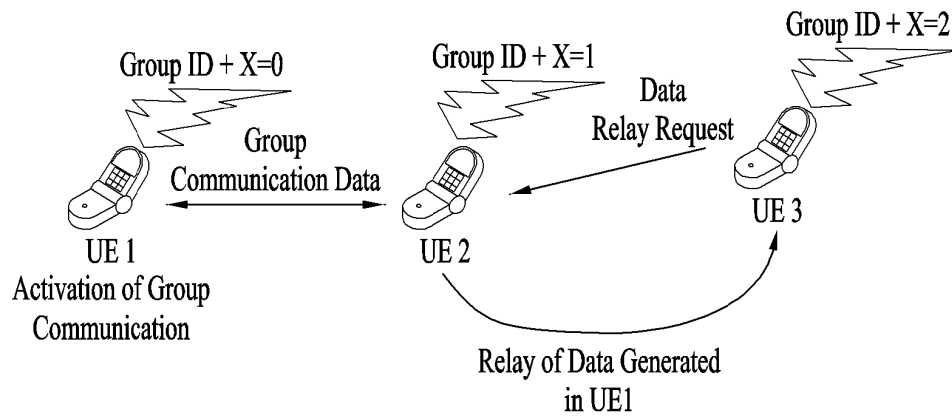 Group ID + X=0
Group ID + X=1
Group ID + X=2
Group
Communication Data
Data
Relay Request
UE 1
Activation of Group
Communication
UE 2
UE 3
Relay of Data Generated
in UE1